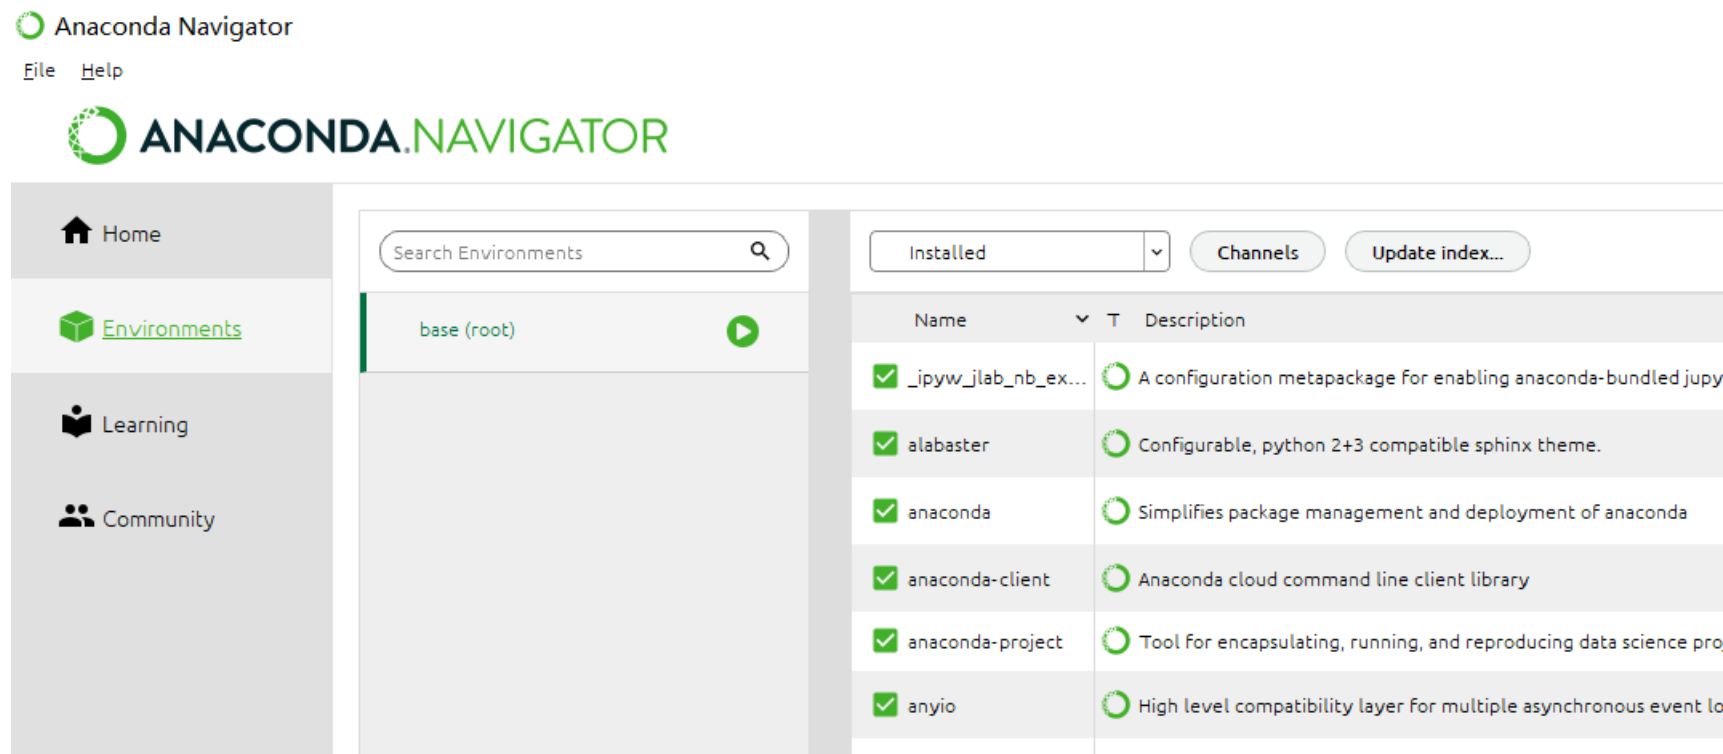 Anaconda Navigator
File Help
ANACONDA.NAVIGATOR
Home
Environments
Learning
Community
Search Environments
base (root)
Installed
Channels
Update index...
Name T Description
_ipyw_jlab_nb_ex... A configuration metapackage for enabling anaconda-bundled jupy
alabaster Configurable, python 2+3 compatible sphinx theme.
anaconda Simplifies package management and deployment of anaconda
anaconda-client Anaconda cloud command line client library
anaconda-project Tool for encapsulating, running, and reproducing data science pro
anyio High level compatibility layer for multiple asynchronous event lo